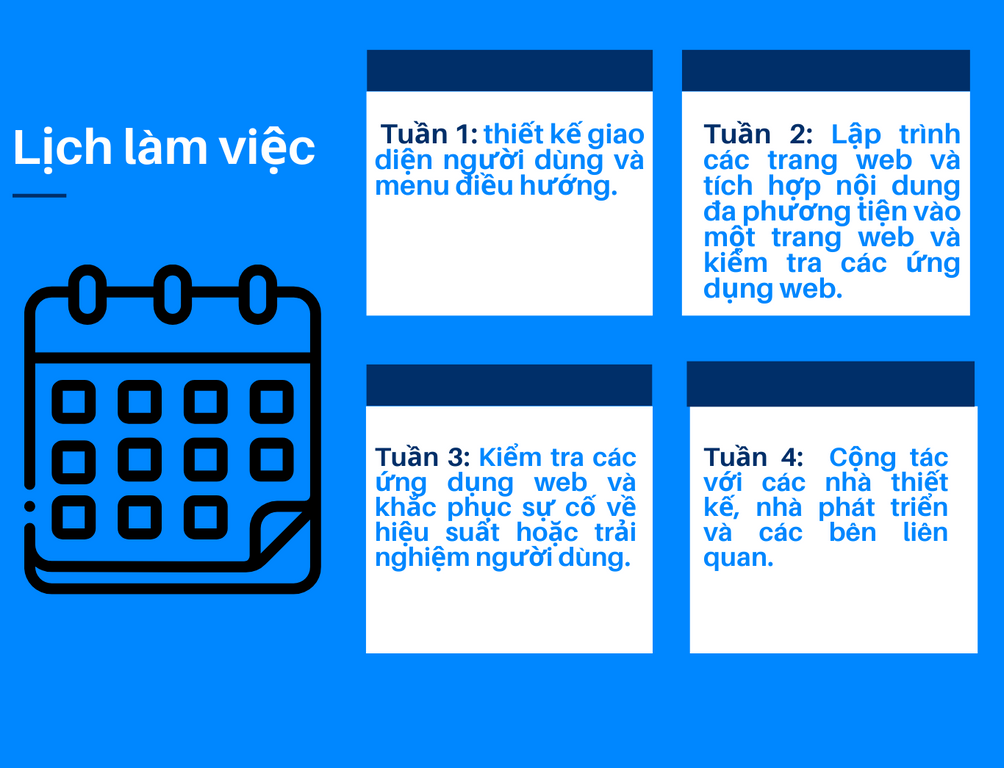 Lịch làm việc
Tuần 1: thiết kế giao
diện người dùng và
menu điều hướng.
Tuần 2: Lập trình
các trang web và
tích hợp nội dung
đa phương tiện vào
một trang web và
kiểm tra các ứng
dụng web.
Tuần 3: Kiểm tra các
ứng dụng web và
khắc phục sự cố về
hiệu suất hoặc trải
nghiệm người dùng.
Tuần 4: Cộng tác
với các nhà thiết
kế, nhà phát triển
và các bên liên
quan.